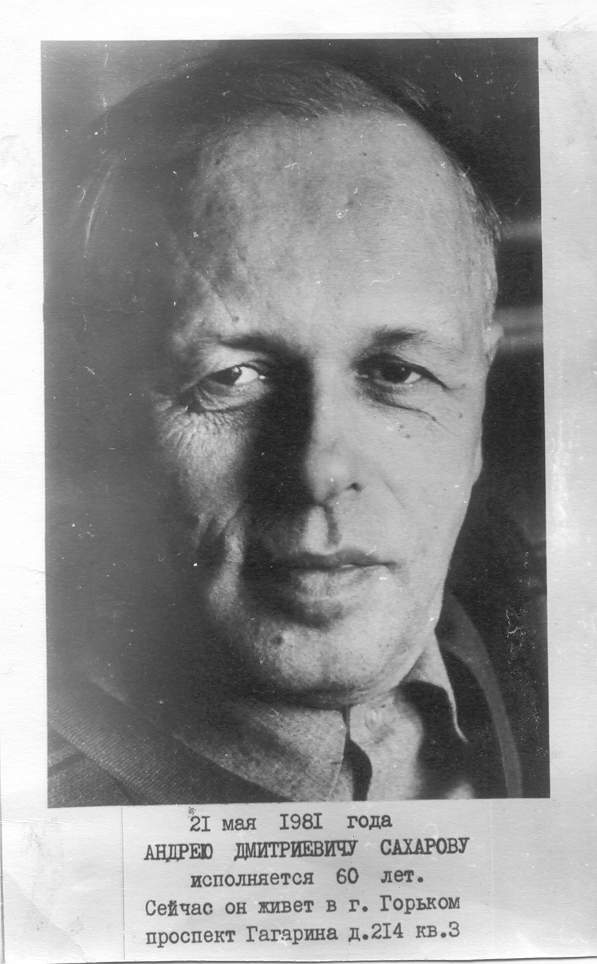 21 мая 1981 года
АНДРЕЮ ДМИТРИЕВИЧУ САХАРОВУ
исполняется 60 лет.
Сейчас он живет в г. Горьком
проспект Гагарина д.214 кв.3